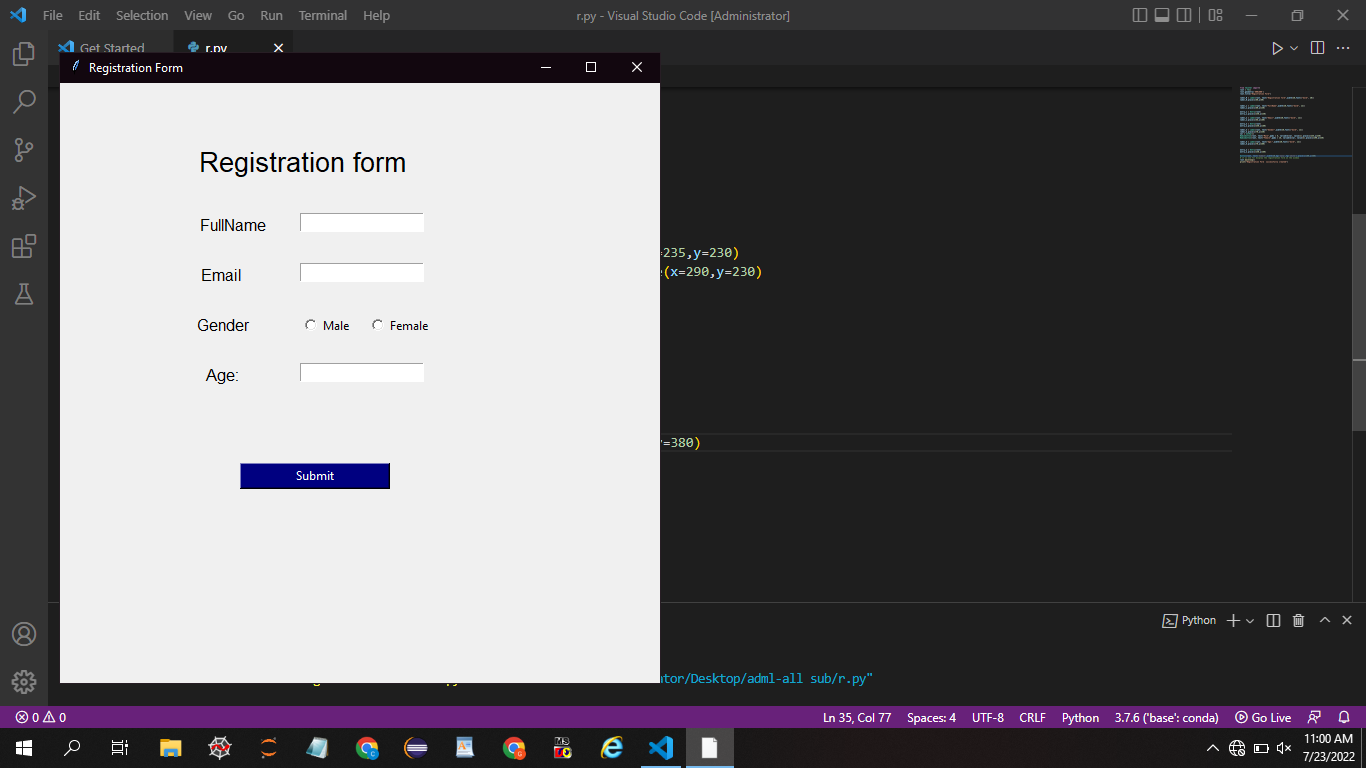 File Edit Selection View Go Run Terminal Help r.py - Visual Studio Code [Administrator]
Get Started r.py
Registration Form
Registration form
FullName
=235,y=230)
Email
(x=290,y=230)
Gender Male Female
Age:
=380)
Submit
Python
ator/Desktop/adml-all sub/r.py"
0 0 Ln 35, Col 77 Spaces: 4 UTF-8 CRLF Python 3.7.6 ('base': conda) Go Live
11:00 AM
7/23/2022